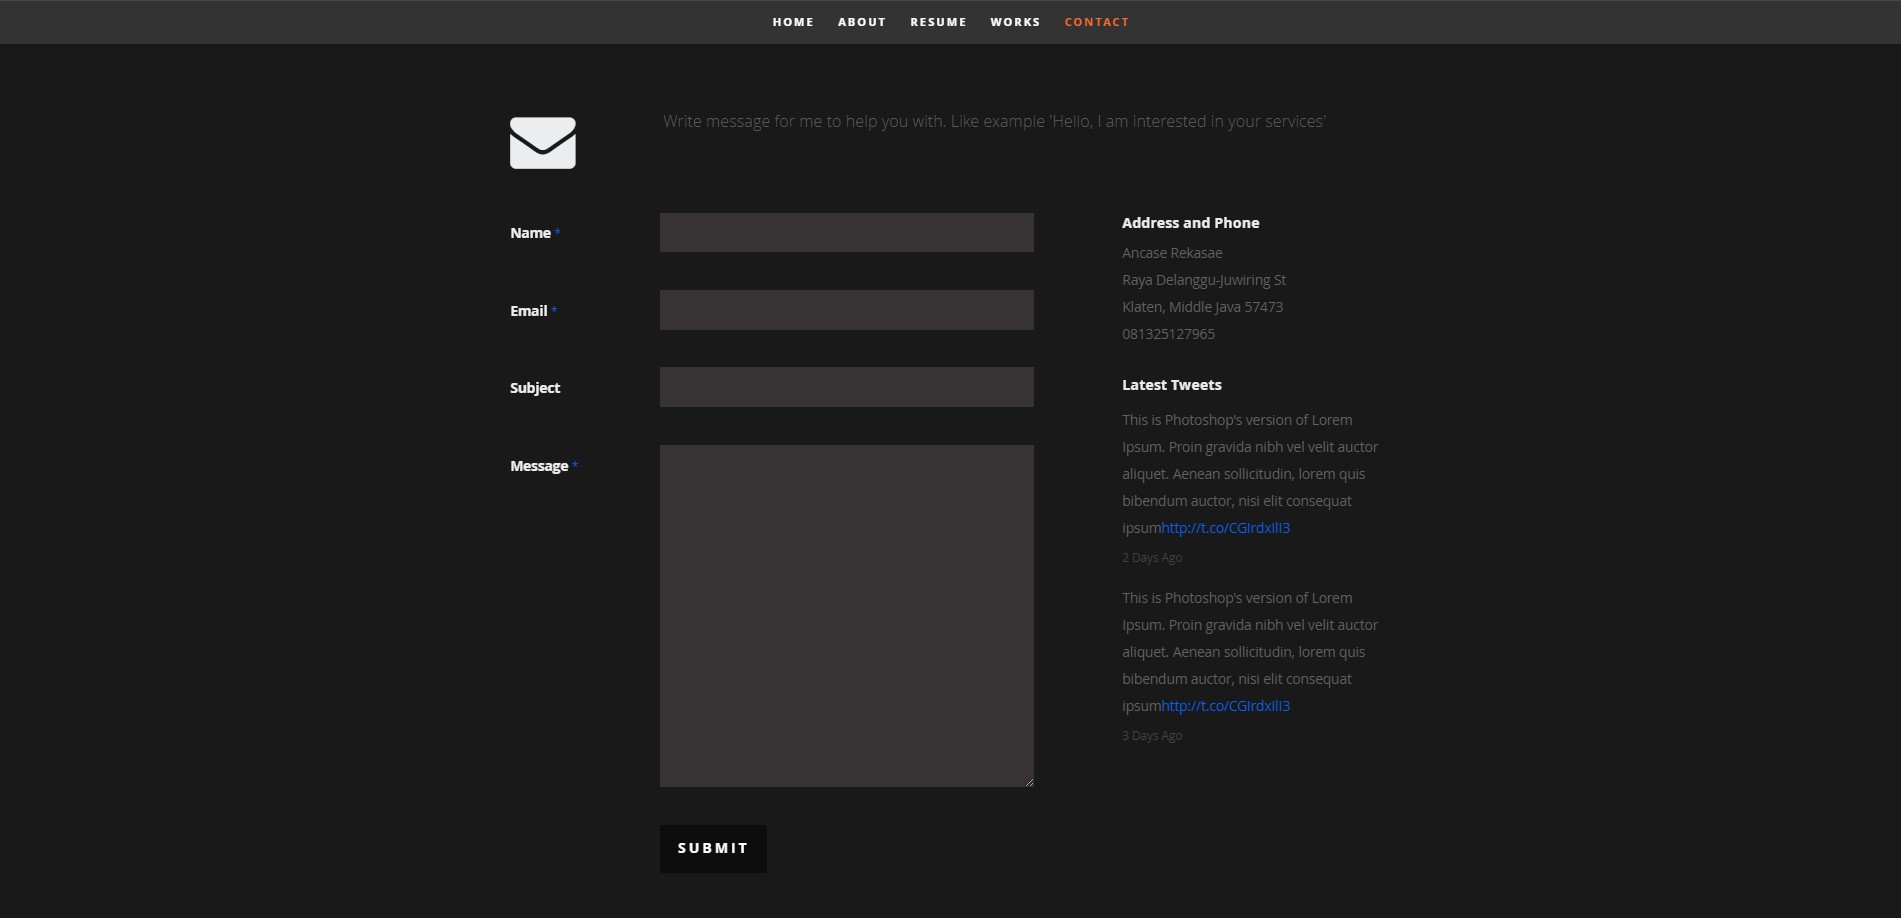 HOME ABOUT RESUME WORKS CONTACT
Write message for me to help you with. Like example 'Hello, I am interested in your services'
Name *
Email *
Subject
Message *
SUBMIT
Address and Phone
Ancase Rekasae
Raya Delanggu-Juwiring St
Klaten, Middle Java 57473
081325127965
Latest Tweets
This is Photoshop's version of Lorem
Ipsum. Proin gravida nibh vel velit auctor
aliquet. Aenean sollicitudin, lorem quis
bibendum auctor, nisi elit consequat
ipsumhttp://t.co/CGIrdxIlI3
2 Days Ago
This is Photoshop's version of Lorem
Ipsum. Proin gravida nibh vel velit auctor
aliquet. Aenean sollicitudin, lorem quis
bibendum auctor, nisi elit consequat
ipsumhttp://t.co/CGIrdxIlI3
3 Days Ago